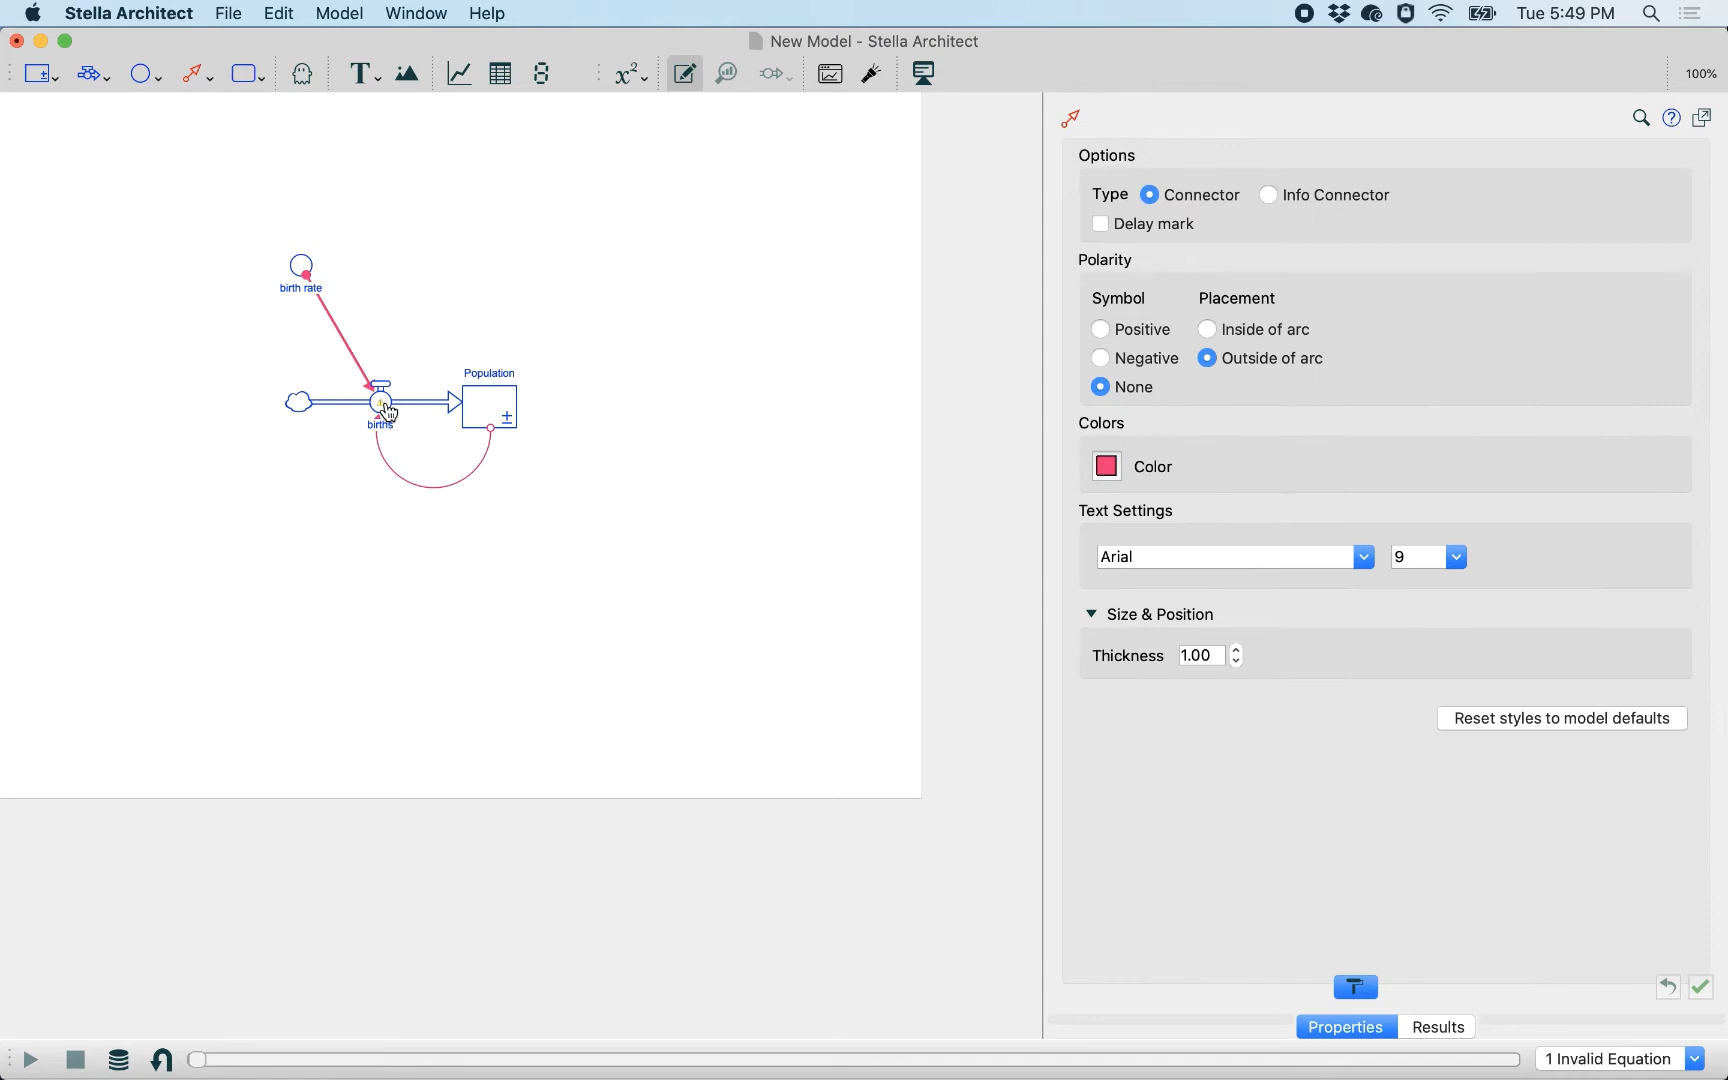 Stella Architect File Edit Model Window Help Tue 5:49 PM
New Model - Stella Architect
T x² 100%
Options
Type Connector Info Connector
Delay mark
Polarity
Symbol Placement
Positive Inside of arc
Negative Outside of arc
None
Colors
Color
Text Settings
Arial 9
Size & Position
Thickness 1.00
Reset styles to model defaults
Properties Results
1 Invalid Equation
birth rate
Population
births